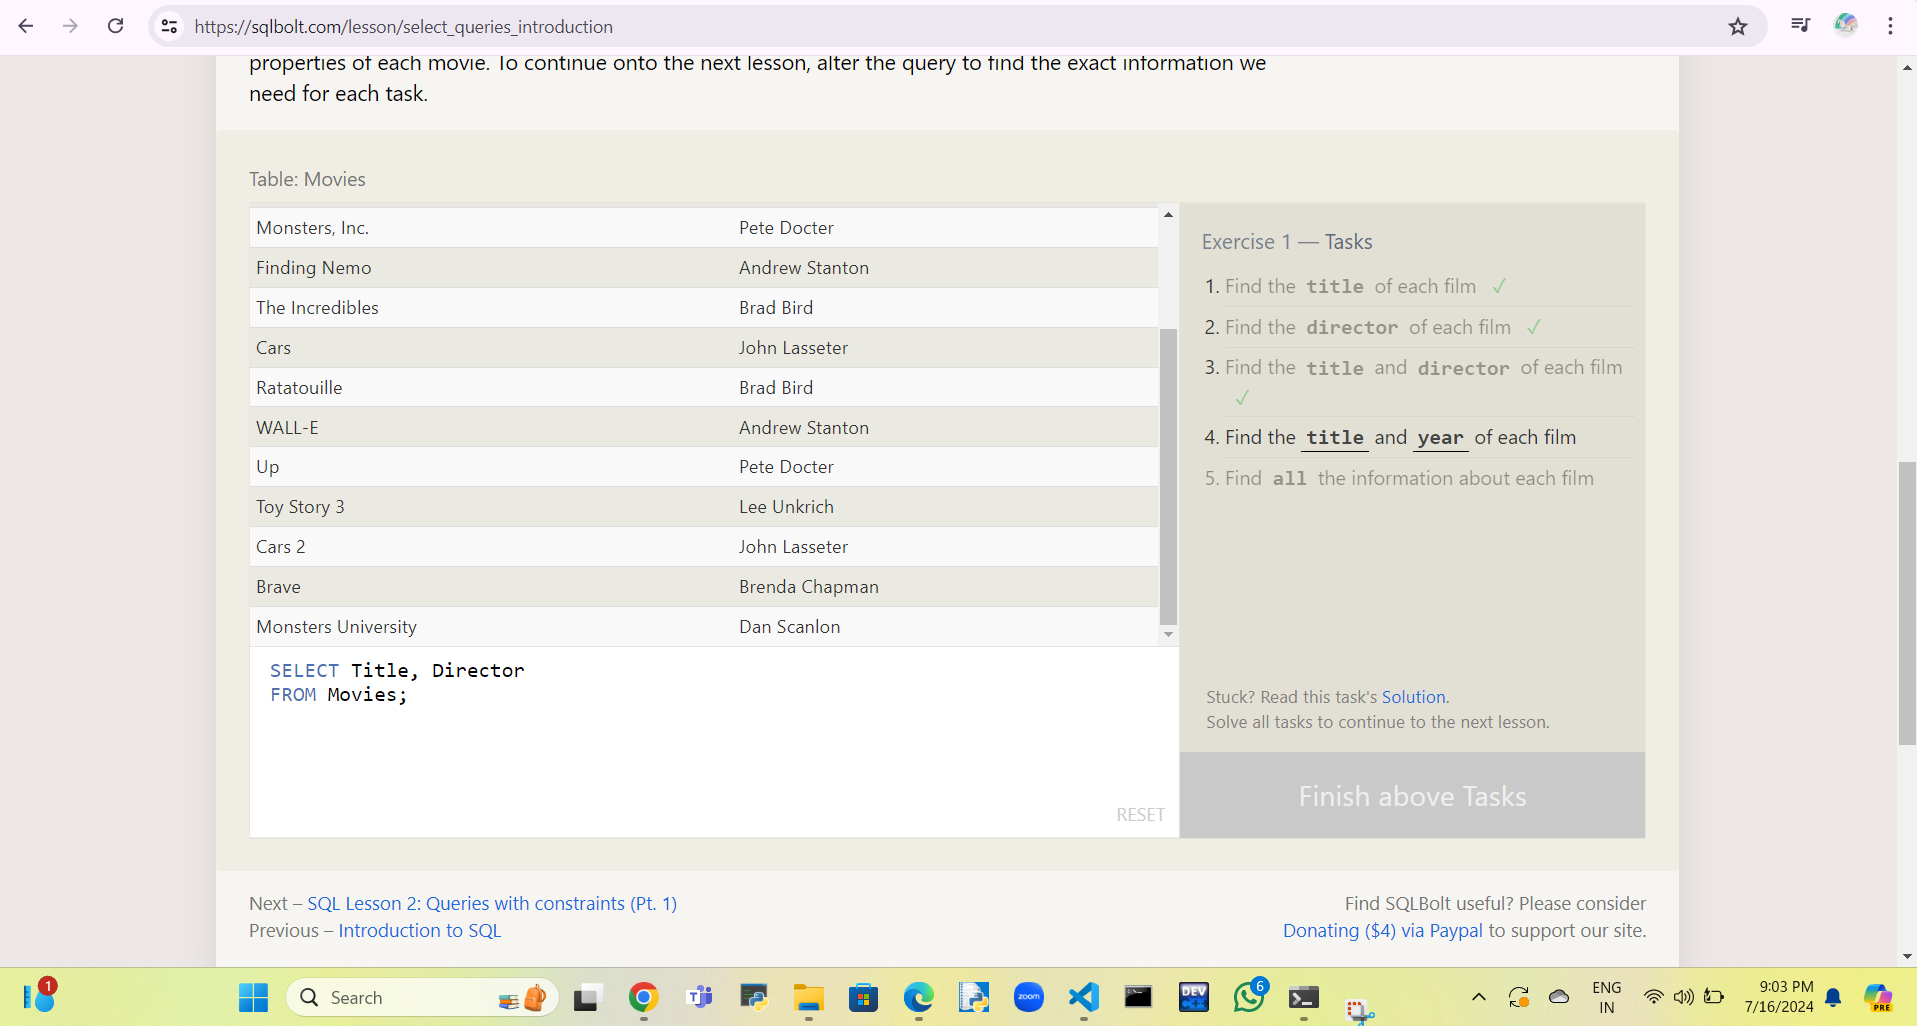 https://sqlbolt.com/lesson/select_queries_introduction
properties of each movie. To continue onto the next lesson, alter the query to find the exact information we
need for each task.
Table: Movies
Monsters, Inc. Pete Docter
Finding Nemo Andrew Stanton
The Incredibles Brad Bird
Cars John Lasseter
Ratatouille Brad Bird
WALL-E Andrew Stanton
Up Pete Docter
Toy Story 3 Lee Unkrich
Cars 2 John Lasseter
Brave Brenda Chapman
Monsters University Dan Scanlon
SELECT Title, Director
FROM Movies;
RESET
Exercise 1 — Tasks
1. Find the title of each film ✓
2. Find the director of each film ✓
3. Find the title and director of each film
✓
4. Find the title and year of each film
5. Find all the information about each film
Stuck? Read this task's Solution.
Solve all tasks to continue to the next lesson.
Finish above Tasks
Next – SQL Lesson 2: Queries with constraints (Pt. 1)
Previous – Introduction to SQL
Find SQLBolt useful? Please consider
Donating ($4) via Paypal to support our site.
1
Search
zoom
DEV
C++
6
ENG
IN
9:03 PM
7/16/2024
PRE